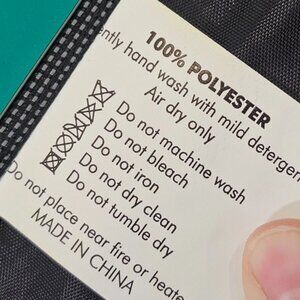 100% POLYESTER
ently hand wash with mild detergen
Air dry only
Do not machine wash
Do not bleach
Do not iron
Do not dry clean
Do not tumble dry
Do not place near fire or heate
MADE IN CHINA